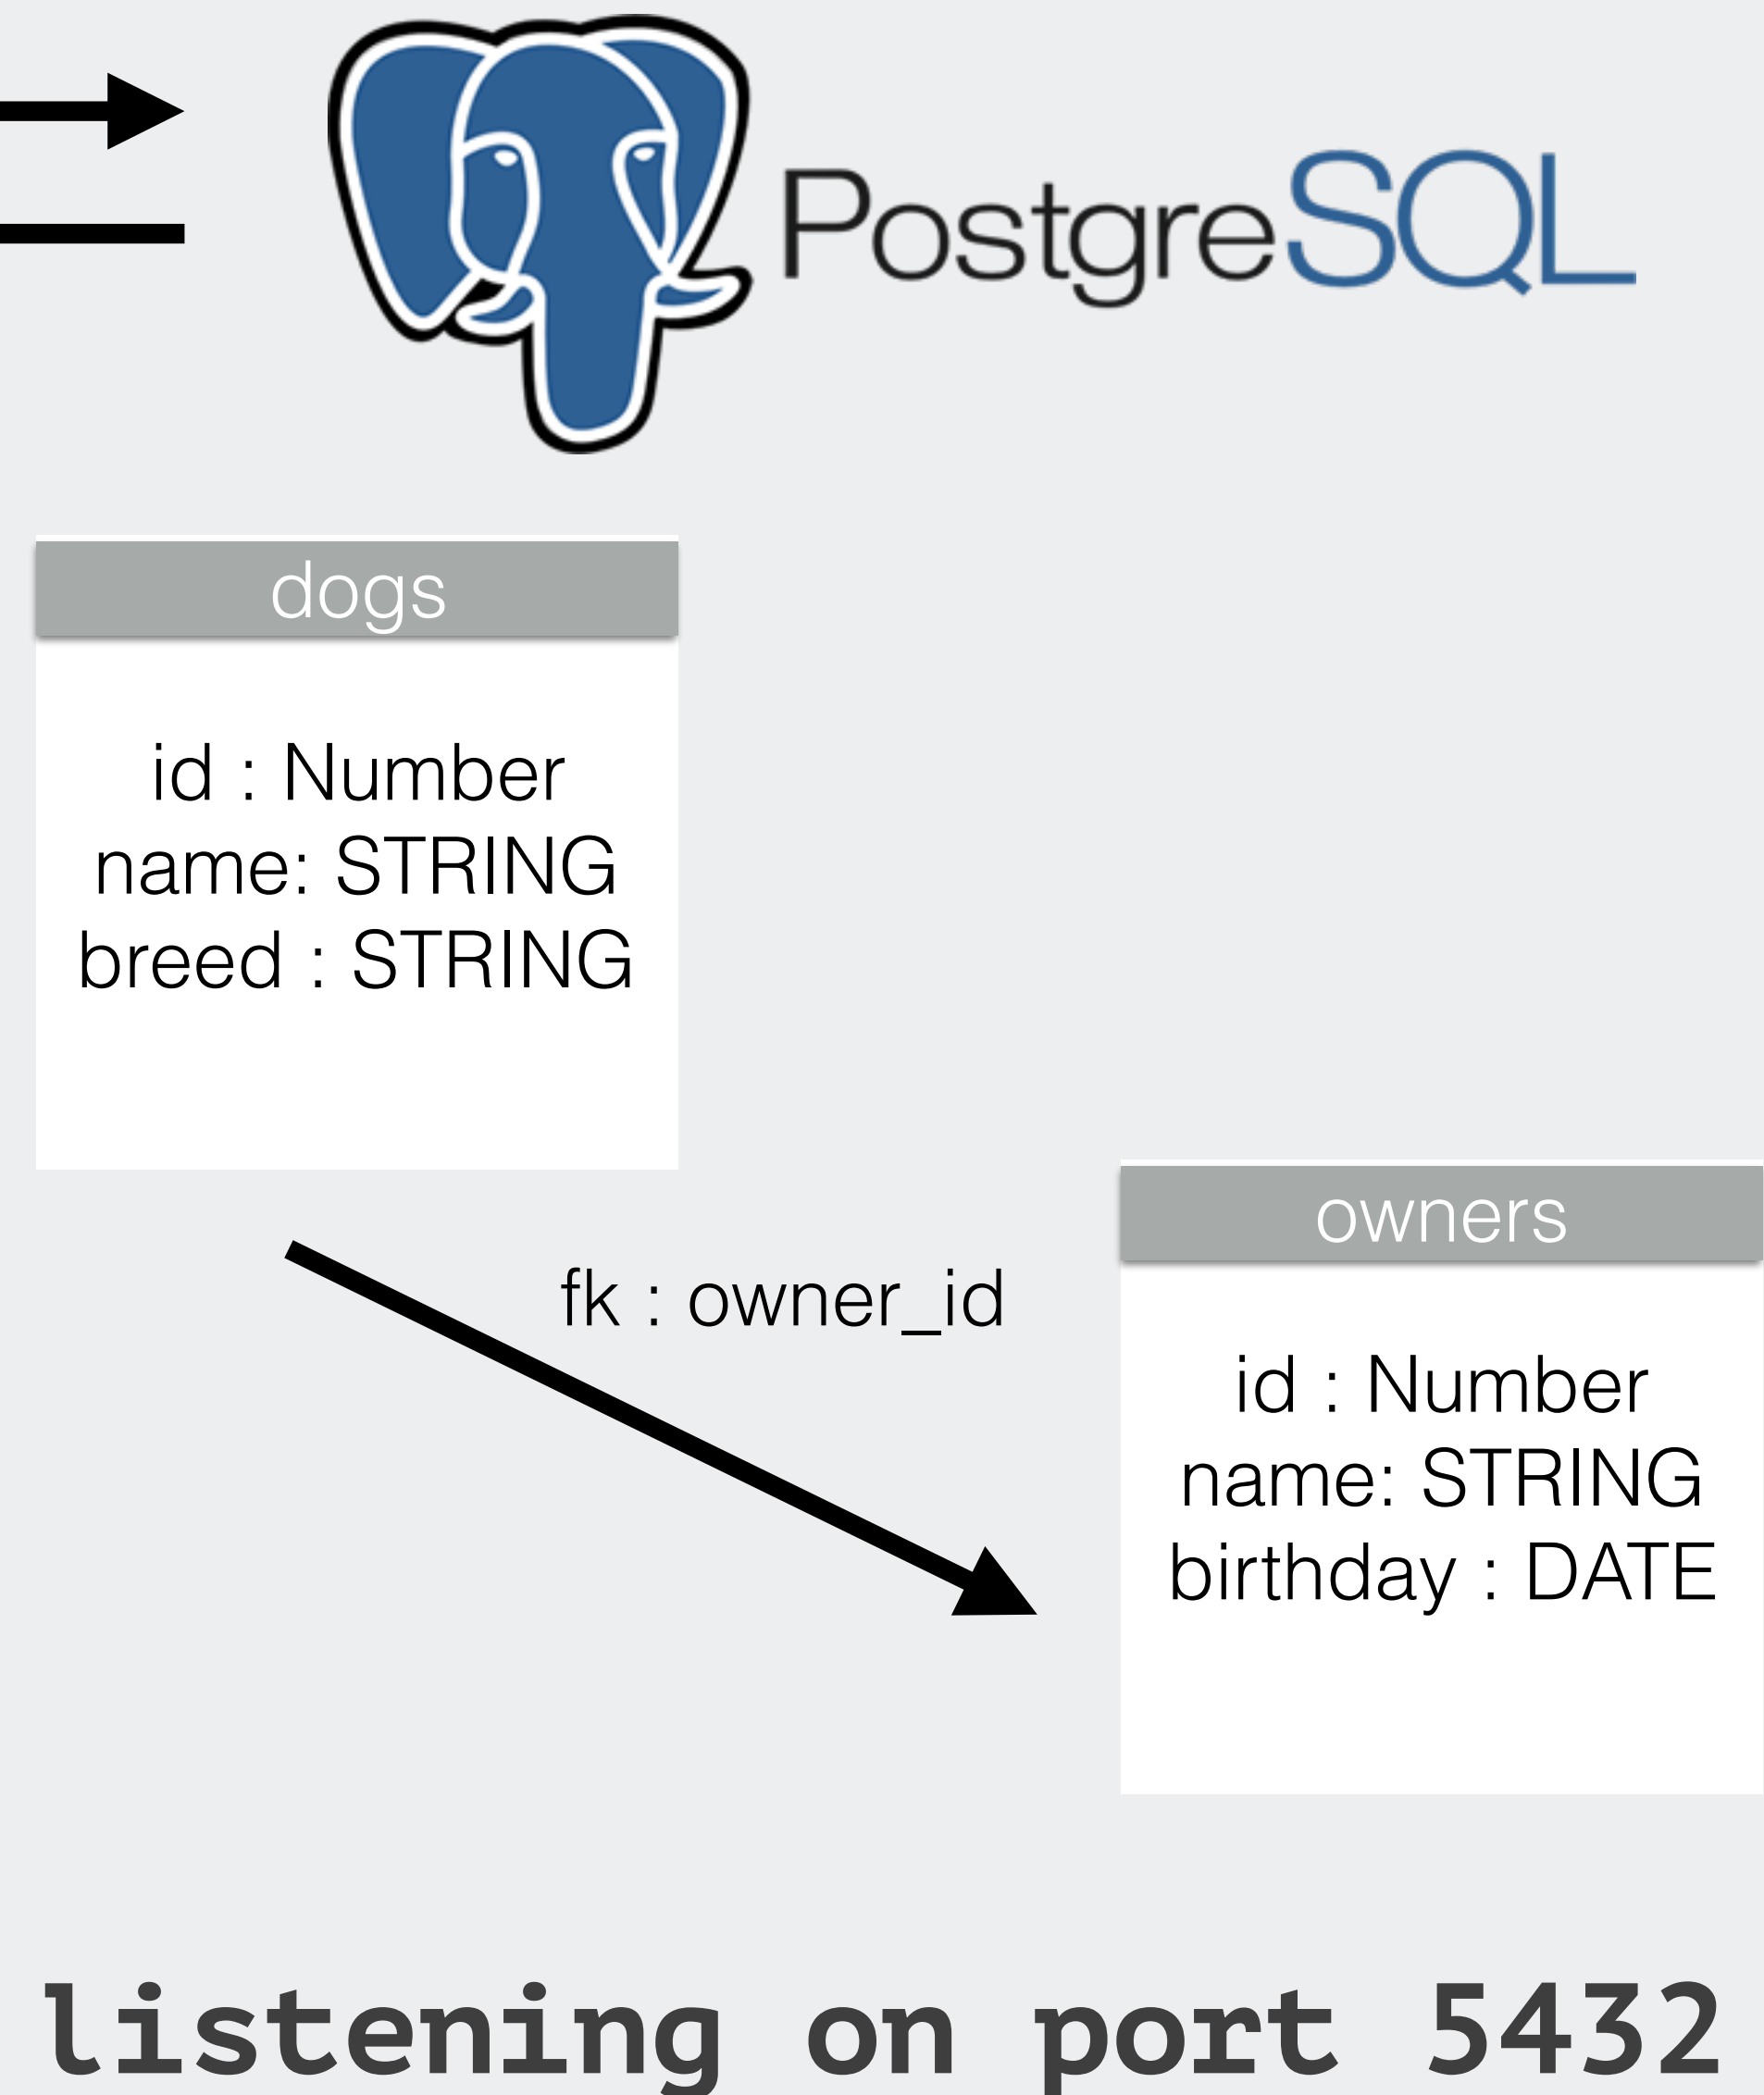 PostgreSQL
dogs
id : Number
name: STRING
breed : STRING
fk : owner_id
owners
id : Number
name: STRING
birthday : DATE
listening on port 5432